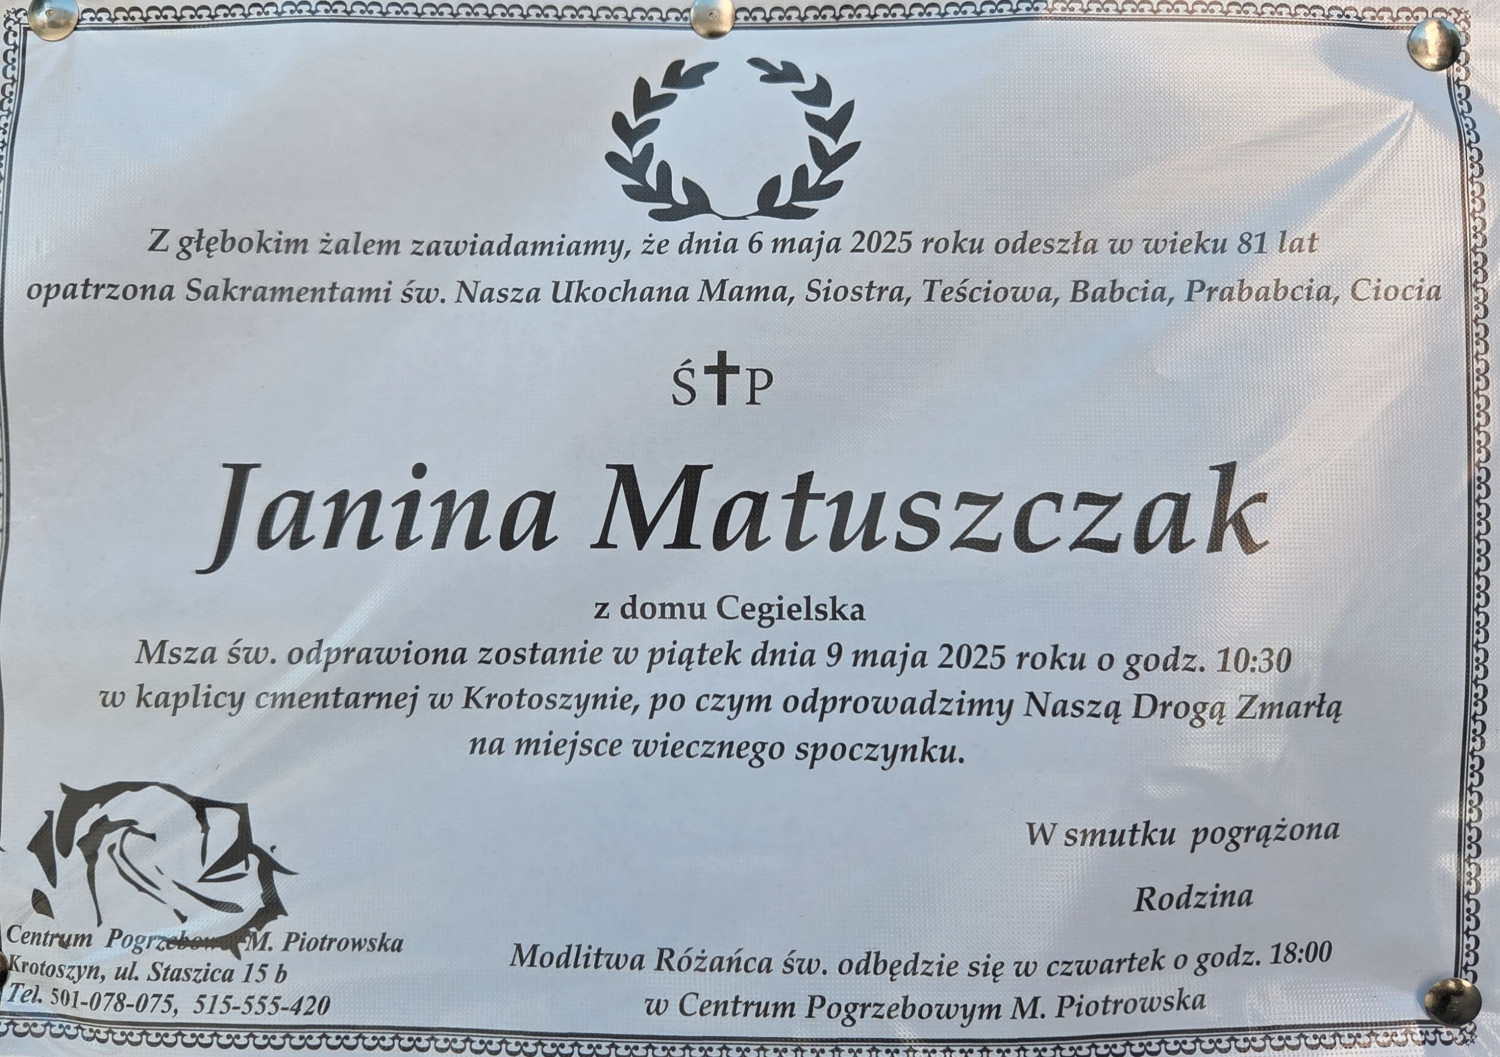 Z głębokim żalem zawiadamiamy, że dnia 6 maja 2025 roku odeszła w wieku 81 lat
opatrzona Sakramentami św. Nasza Ukochana Mama, Siostra, Teściowa, Babcia, Prababcia, Ciocia
Ś✝P
Janina Matuszczak
z domu Cegielska
Msza św. odprawiona zostanie w piątek dnia 9 maja 2025 roku o godz. 10:30
w kaplicy cmentarnej w Krotoszynie, po czym odprowadzimy Naszą Drogą Zmarłą
na miejsce wiecznego spoczynku.
W smutku pogrążona
Rodzina
Centrum Pogrzebowe M. Piotrowska
Krotoszyn, ul. Staszica 15 b
Tel. 501-078-075, 515-555-420
Modlitwa Różańca św. odbędzie się w czwartek o godz. 18:00
w Centrum Pogrzebowym M. Piotrowska